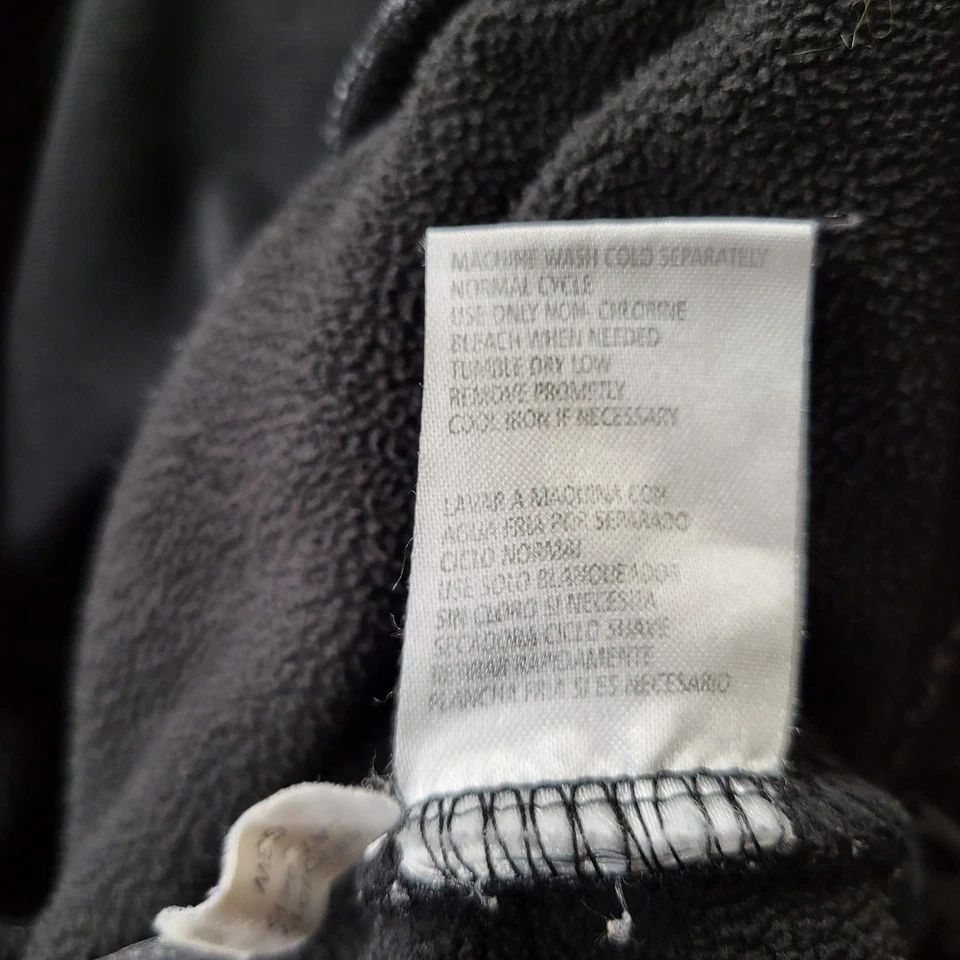 MACHINE WASH COLD SEPARATELY
NORMAL CYCLE
USE ONLY NON- CHLORINE
BLEACH WHEN NEEDED
TUMBLE DRY LOW
REMOVE PROMPTLY
COOL IRON IF NECESSARY
LAVAR A MAQUINA CON
AGUA FRIA POR SEPARADO
CICLO NORMAL
USE SOLO BLANQUEADOR
SIN CLORO SI NECESITA
SECADORA CICLO SUAVE
RETIRAR RAPIDAMENTE
PLANCHA FRIA SI ES NECESARIO